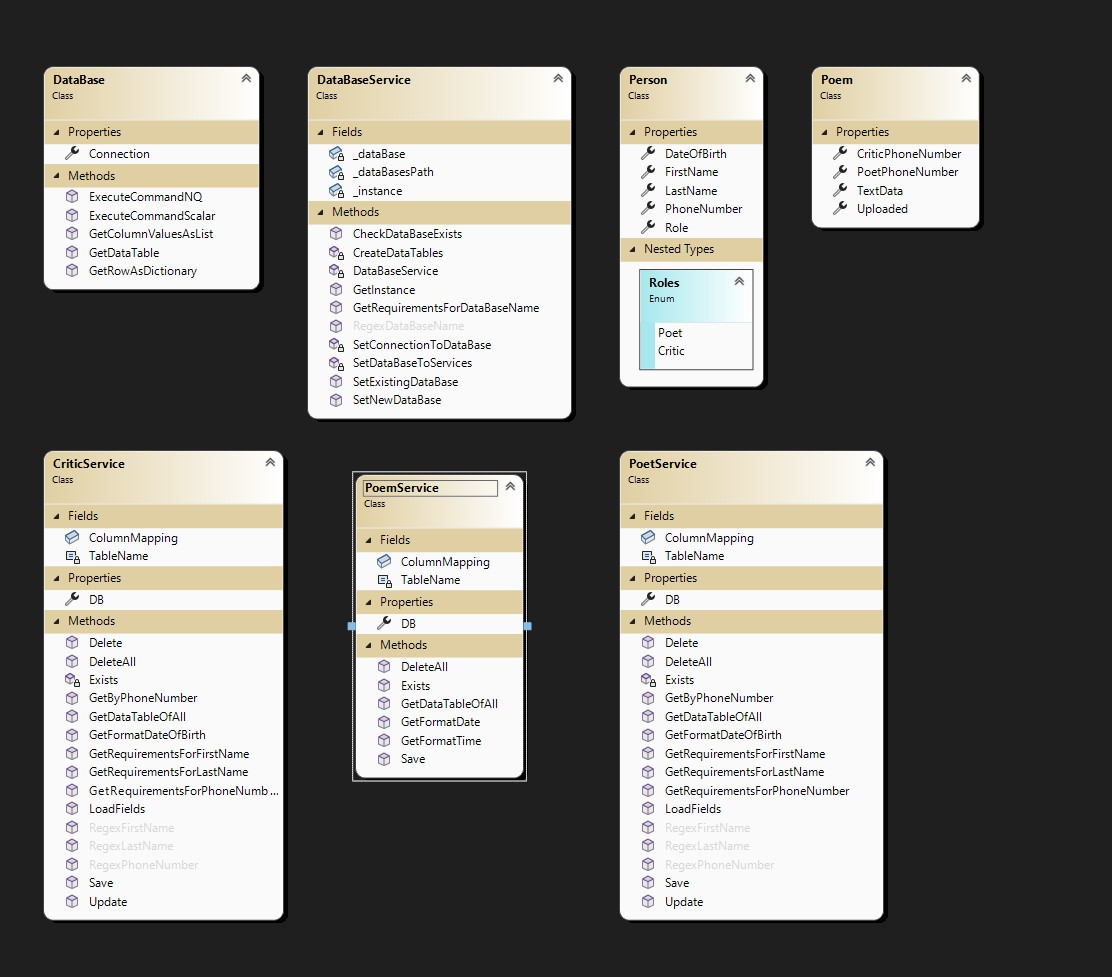 DataBase
Class
Properties
Connection
Methods
ExecuteCommandNQ
ExecuteCommandScalar
GetColumnValuesAsList
GetDataTable
GetRowAsDictionary
DataBaseService
Class
Fields
_dataBase
_dataBasesPath
_instance
Methods
CheckDataBaseExists
CreateDataTables
DataBaseService
GetInstance
GetRequirementsForDataBaseName
RegexDataBaseName
SetConnectionToDataBase
SetDataBaseToServices
SetExistingDataBase
SetNewDataBase
Person
Class
Properties
DateOfBirth
FirstName
LastName
PhoneNumber
Role
Nested Types
Roles
Enum
Poet
Critic
Poem
Class
Properties
CriticPhoneNumber
PoetPhoneNumber
TextData
Uploaded
CriticService
Class
Fields
ColumnMapping
TableName
Properties
DB
Methods
Delete
DeleteAll
Exists
GetByPhoneNumber
GetDataTableOfAll
GetFormatDateOfBirth
GetRequirementsForFirstName
GetRequirementsForLastName
GetRequirementsForPhoneNumb...
LoadFields
RegexFirstName
RegexLastName
RegexPhoneNumber
Save
Update
PoemService
Class
Fields
ColumnMapping
TableName
Properties
DB
Methods
DeleteAll
Exists
GetDataTableOfAll
GetFormatDate
GetFormatTime
Save
PoetService
Class
Fields
ColumnMapping
TableName
Properties
DB
Methods
Delete
DeleteAll
Exists
GetByPhoneNumber
GetDataTableOfAll
GetFormatDateOfBirth
GetRequirementsForFirstName
GetRequirementsForLastName
GetRequirementsForPhoneNumber
LoadFields
RegexFirstName
RegexLastName
RegexPhoneNumber
Save
Update